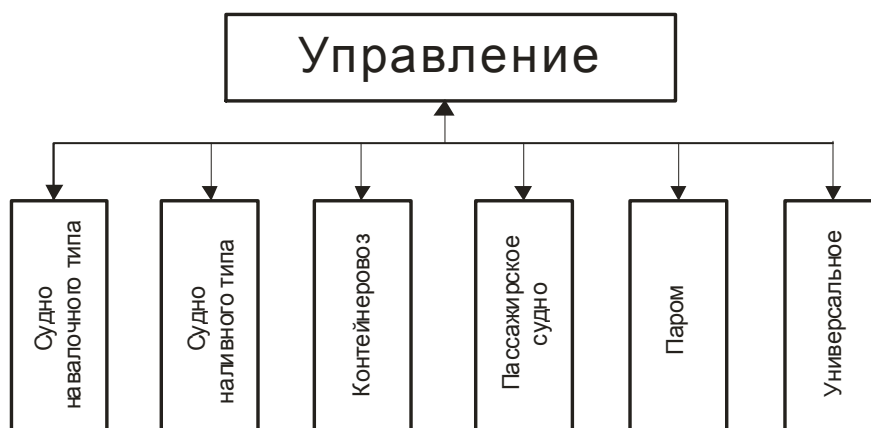 Управление
Судно
навалочного типа
Судно
наливного типа
Контейнеровоз
Пассажирское
судно
Паром
Универсальное